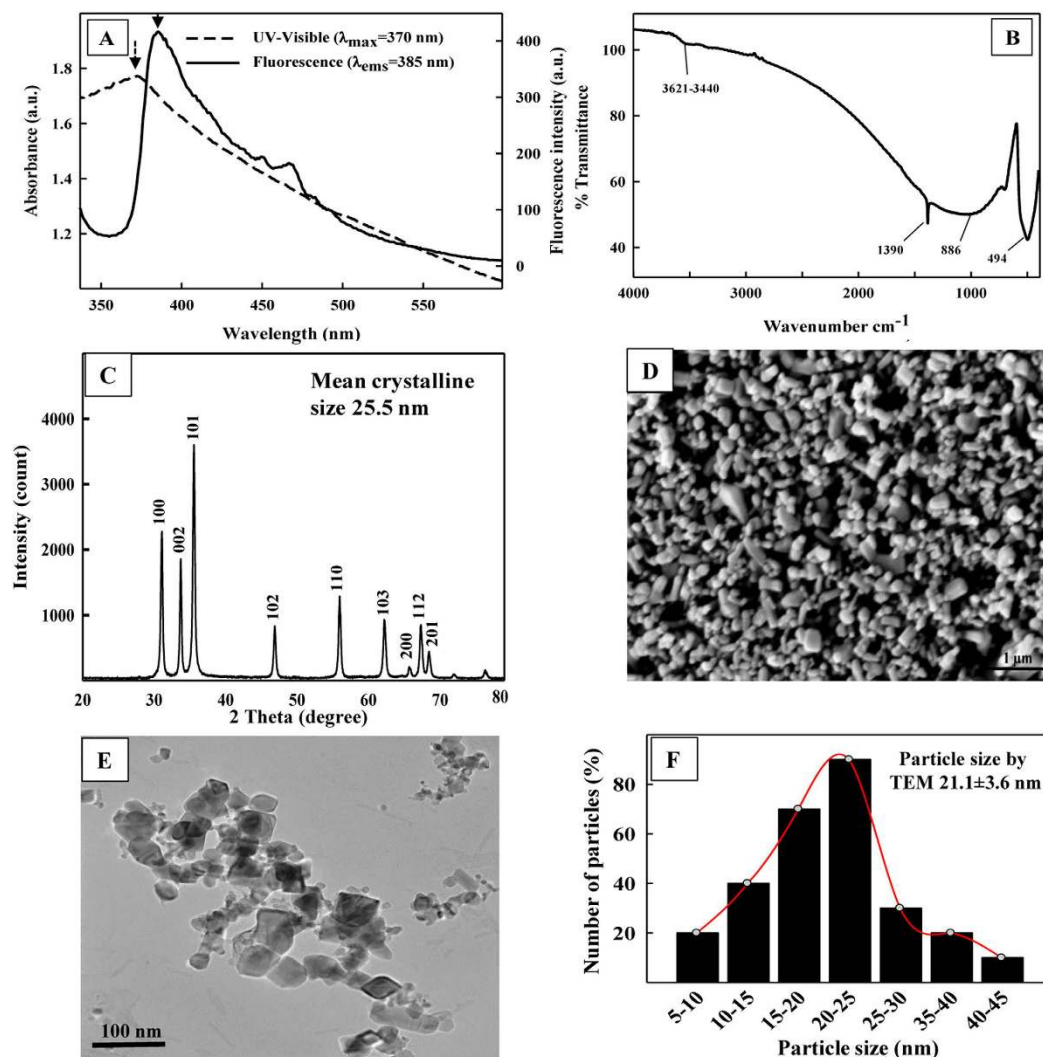 A
UV-Visible (λmax=370 nm)
Fluorescence (λems=385 nm)
Absorbance (a.u.)
1.8
1.6
1.4
1.2
Fluorescence intensity (a.u.)
400
300
200
100
0
350
400
450
500
550
Wavelength (nm)
B
% Transmittance
100
80
60
40
3621-3440
1390
886
494
4000
3000
2000
1000
Wavenumber cm-1
C
Mean crystalline
size 25.5 nm
Intensity (count)
4000
3000
2000
1000
100
002
101
102
110
103
200
112
201
20
30
40
50
60
70
80
2 Theta (degree)
D
1 µm
E
100 nm
F
Particle size by
TEM 21.1±3.6 nm
Number of particles (%)
80
60
40
20
5-10
10-15
15-20
20-25
25-30
35-40
40-45
Particle size (nm)